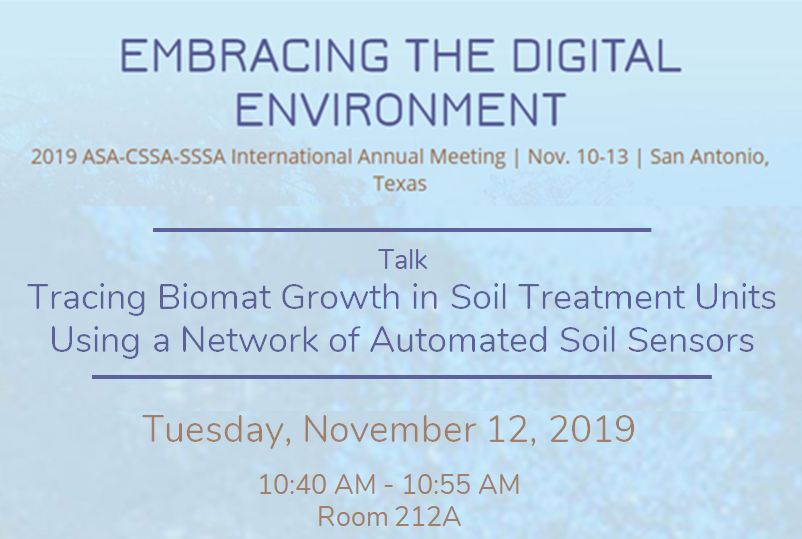 EMBRACING THE DIGITAL
ENVIRONMENT
2019 ASA-CSSA-SSSA International Annual Meeting | Nov. 10-13 | San Antonio,
Texas
Talk
Tracing Biomat Growth in Soil Treatment Units
Using a Network of Automated Soil Sensors
Tuesday, November 12, 2019
10:40 AM - 10:55 AM
Room 212A